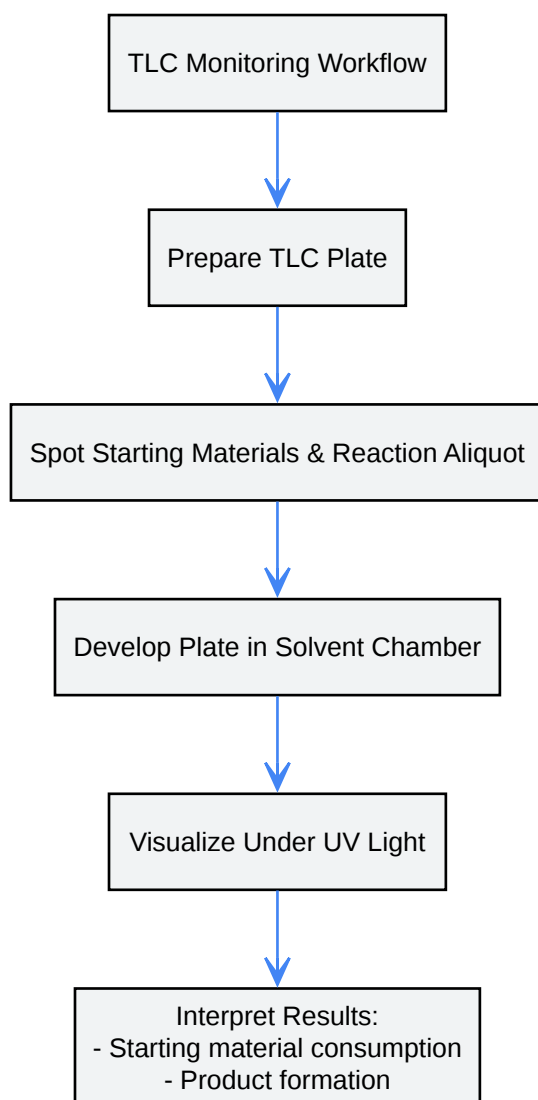 TLC Monitoring Workflow
Prepare TLC Plate
Spot Starting Materials & Reaction Aliquot
Develop Plate in Solvent Chamber
Visualize Under UV Light
Interpret Results:
- Starting material consumption
- Product formation